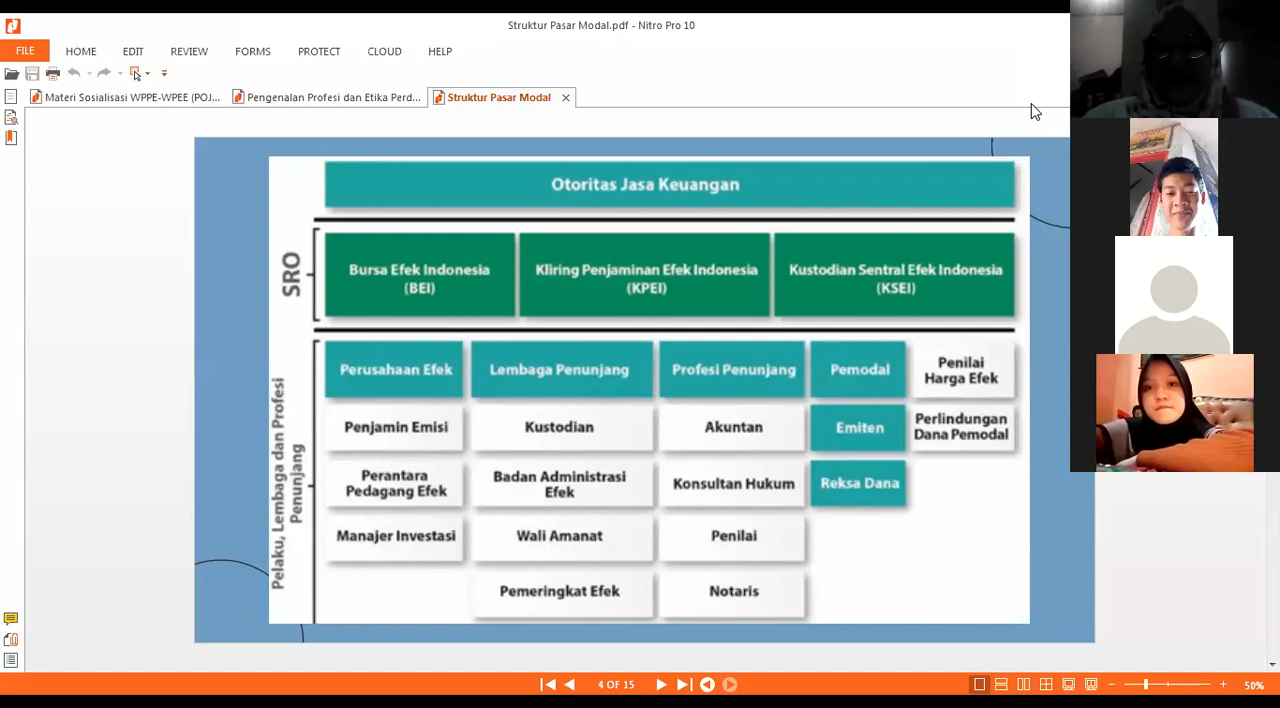 Struktur Pasar Modal.pdf - Nitro Pro 10
FILE HOME EDIT REVIEW FORMS PROTECT CLOUD HELP
Materi Sosialisasi WPPE-WPEE (POJ... Pengenalan Profesi dan Etika Perd... Struktur Pasar Modal
Otoritas Jasa Keuangan
SRO
Bursa Efek Indonesia
(BEI)
Kliring Penjaminan Efek Indonesia
(KPEI)
Kustodian Sentral Efek Indonesia
(KSEI)
Pelaku, Lembaga dan Profesi
Penunjang
Perusahaan Efek
Penjamin Emisi
Perantara
Pedagang Efek
Manajer Investasi
Lembaga Penunjang
Kustodian
Badan Administrasi
Efek
Wali Amanat
Pemeringkat Efek
Profesi Penunjang
Akuntan
Konsultan Hukum
Penilai
Notaris
Pemodal
Emiten
Reksa Dana
Penilai
Harga Efek
Perlindungan
Dana Pemodal
4 OF 15
50%